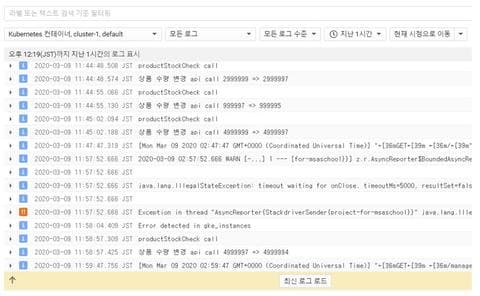 라벨 또는 텍스트 검색 기준 필터링
Kubernetes 컨테이너, cluster-1, default 모든 로그 모든 로그 수준 지난 1시간 현재 시점으로 이동
오후 12:19(JST)까지 지난 1시간의 로그 표시
2020-03-09 11:44:48.508 JST productStockCheck call
2020-03-09 11:44:48.574 JST 상품 수량 변경 api call 2999999 => 2999997
2020-03-09 11:44:55.066 JST productStockCheck call
2020-03-09 11:44:55.130 JST 상품 수량 변경 api call 999997 => 999995
2020-03-09 11:45:02.094 JST productStockCheck call
2020-03-09 11:45:02.188 JST 상품 수량 변경 api call 4999999 => 4999997
2020-03-09 11:47:47.319 JST [Mon Mar 09 2020 02:47:47 GMT+0000 (Coordinated Universal Time)] "←[36mGET←[39m ←[36m/←[39m"
2020-03-09 11:57:52.666 JST 2020-03-09 02:57:52.666 WARN [-...] 1 --- [for-msaschool}}] z.r.AsyncReporter$BoundedAsyncRe
2020-03-09 11:57:52.666 JST
2020-03-09 11:57:52.666 JST java.lang.IllegalStateException: timeout waiting for onClose. timeoutMs=5000, resultSet=fals
2020-03-09 11:57:52.666 JST Exception in thread "AsyncReporter{StackdriverSender{project-for-msaschool}}" java.lang.Ille
2020-03-09 11:58:04.409 JST Error detected in gke_instances
2020-03-09 11:58:57.309 JST productStockCheck call
2020-03-09 11:58:57.425 JST 상품 수량 변경 api call 4999997 => 4999994
2020-03-09 11:59:47.756 JST [Mon Mar 09 2020 02:59:47 GMT+0000 (Coordinated Universal Time)] "←[36mGET←[39m ←[36m/manage
최신 로그 로드